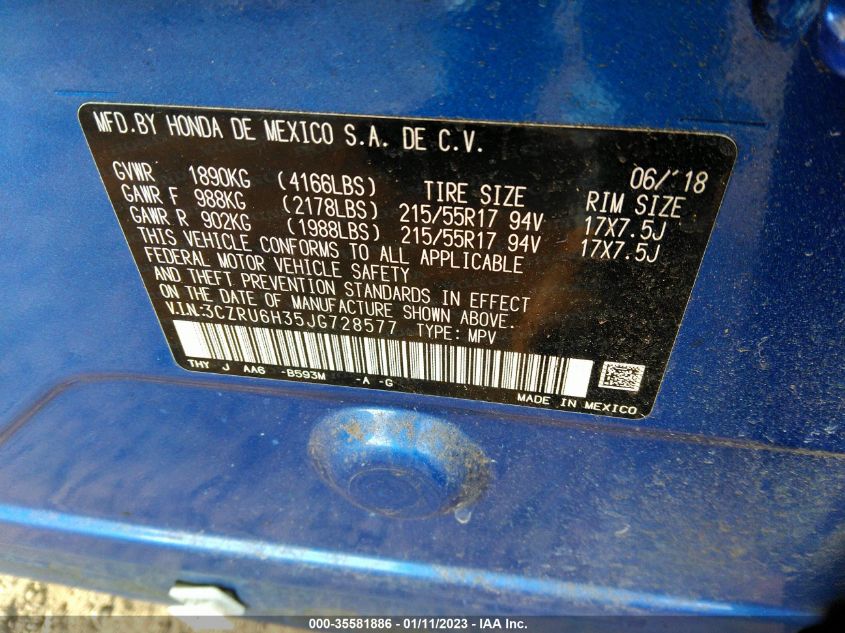 MFD.BY HONDA DE MEXICO S.A. DE C.V.
06/'18
GVWR 1890KG (4166LBS) TIRE SIZE RIM SIZE
GAWR F 988KG (2178LBS) 215/55R17 94V 17X7.5J
GAWR R 902KG (1988LBS) 215/55R17 94V 17X7.5J
THIS VEHICLE CONFORMS TO ALL APPLICABLE
FEDERAL MOTOR VEHICLE SAFETY
AND THEFT PREVENTION STANDARDS IN EFFECT
ON THE DATE OF MANUFACTURE SHOWN ABOVE.
V.I.N:3CZRU6H35JG728577 TYPE: MPV
THY J AA6 -B593M -A -G
MADE IN MEXICO
000-35581886 - 01/11/2023 - IAA Inc.